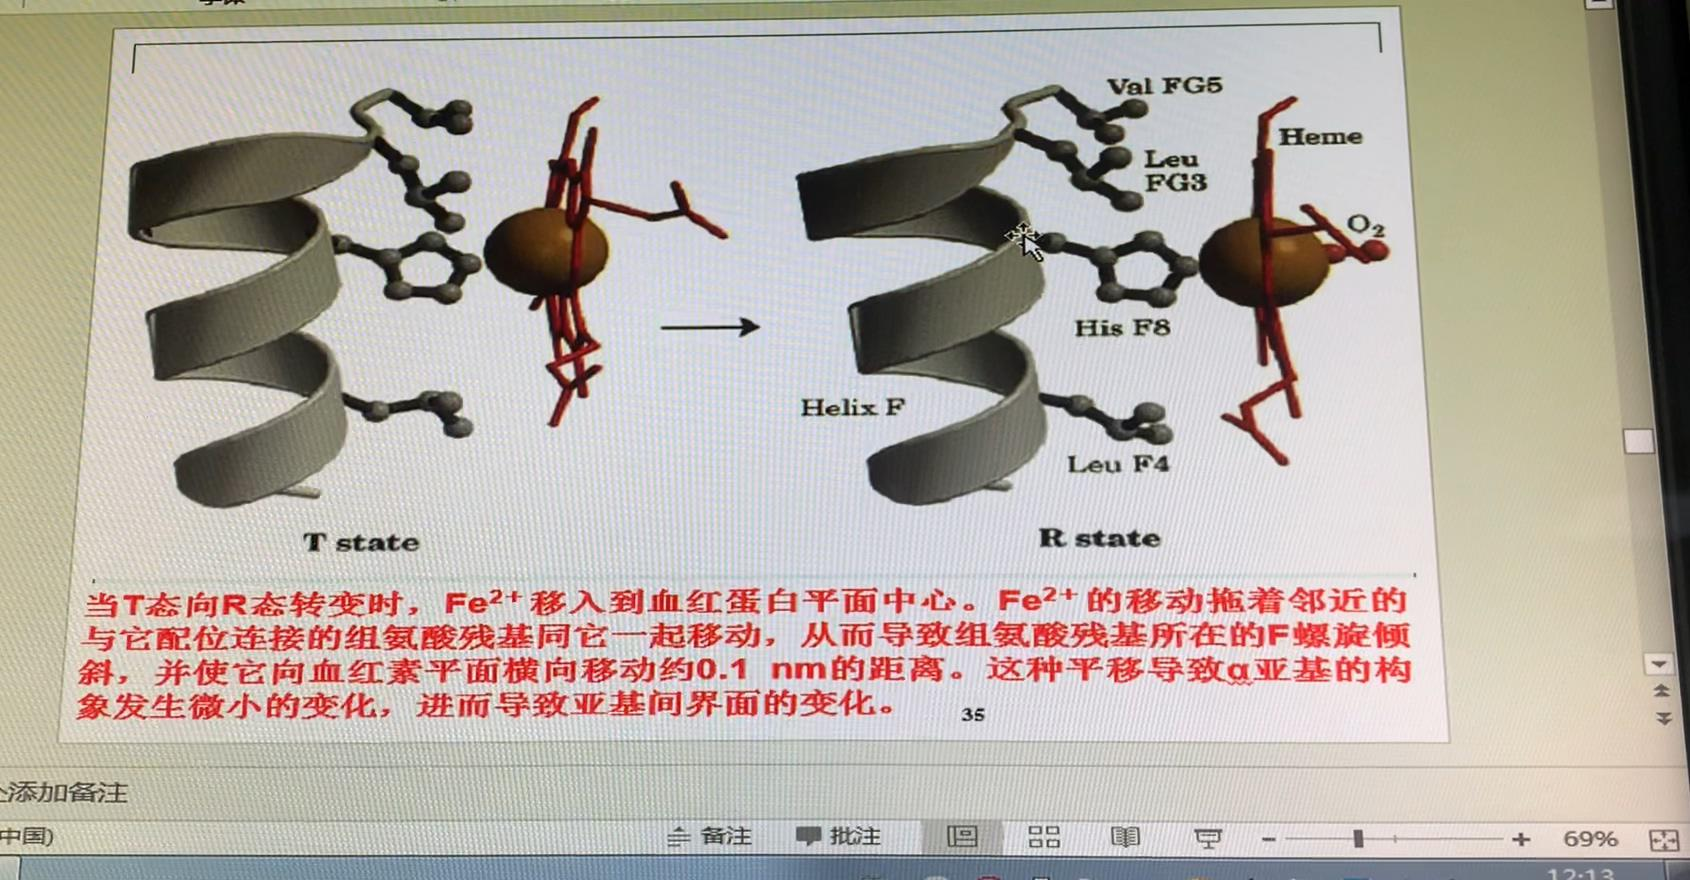 Val FG5
Heme
Leu
FG3
O₂
His F8
Helix F
Leu F4
T state
R state
当T态向R态转变时，Fe²⁺移入到血红蛋白平面中心。Fe²⁺的移动拖着邻近的
与它配位连接的组氨酸残基同它一起移动，从而导致组氨酸残基所在的F螺旋倾
斜，并使它向血红素平面横向移动约0.1 nm的距离。这种平移导致α亚基的构
象发生微小的变化，进而导致亚基间界面的变化。
35
添加备注
中国)
备注
批注
69%
12:13